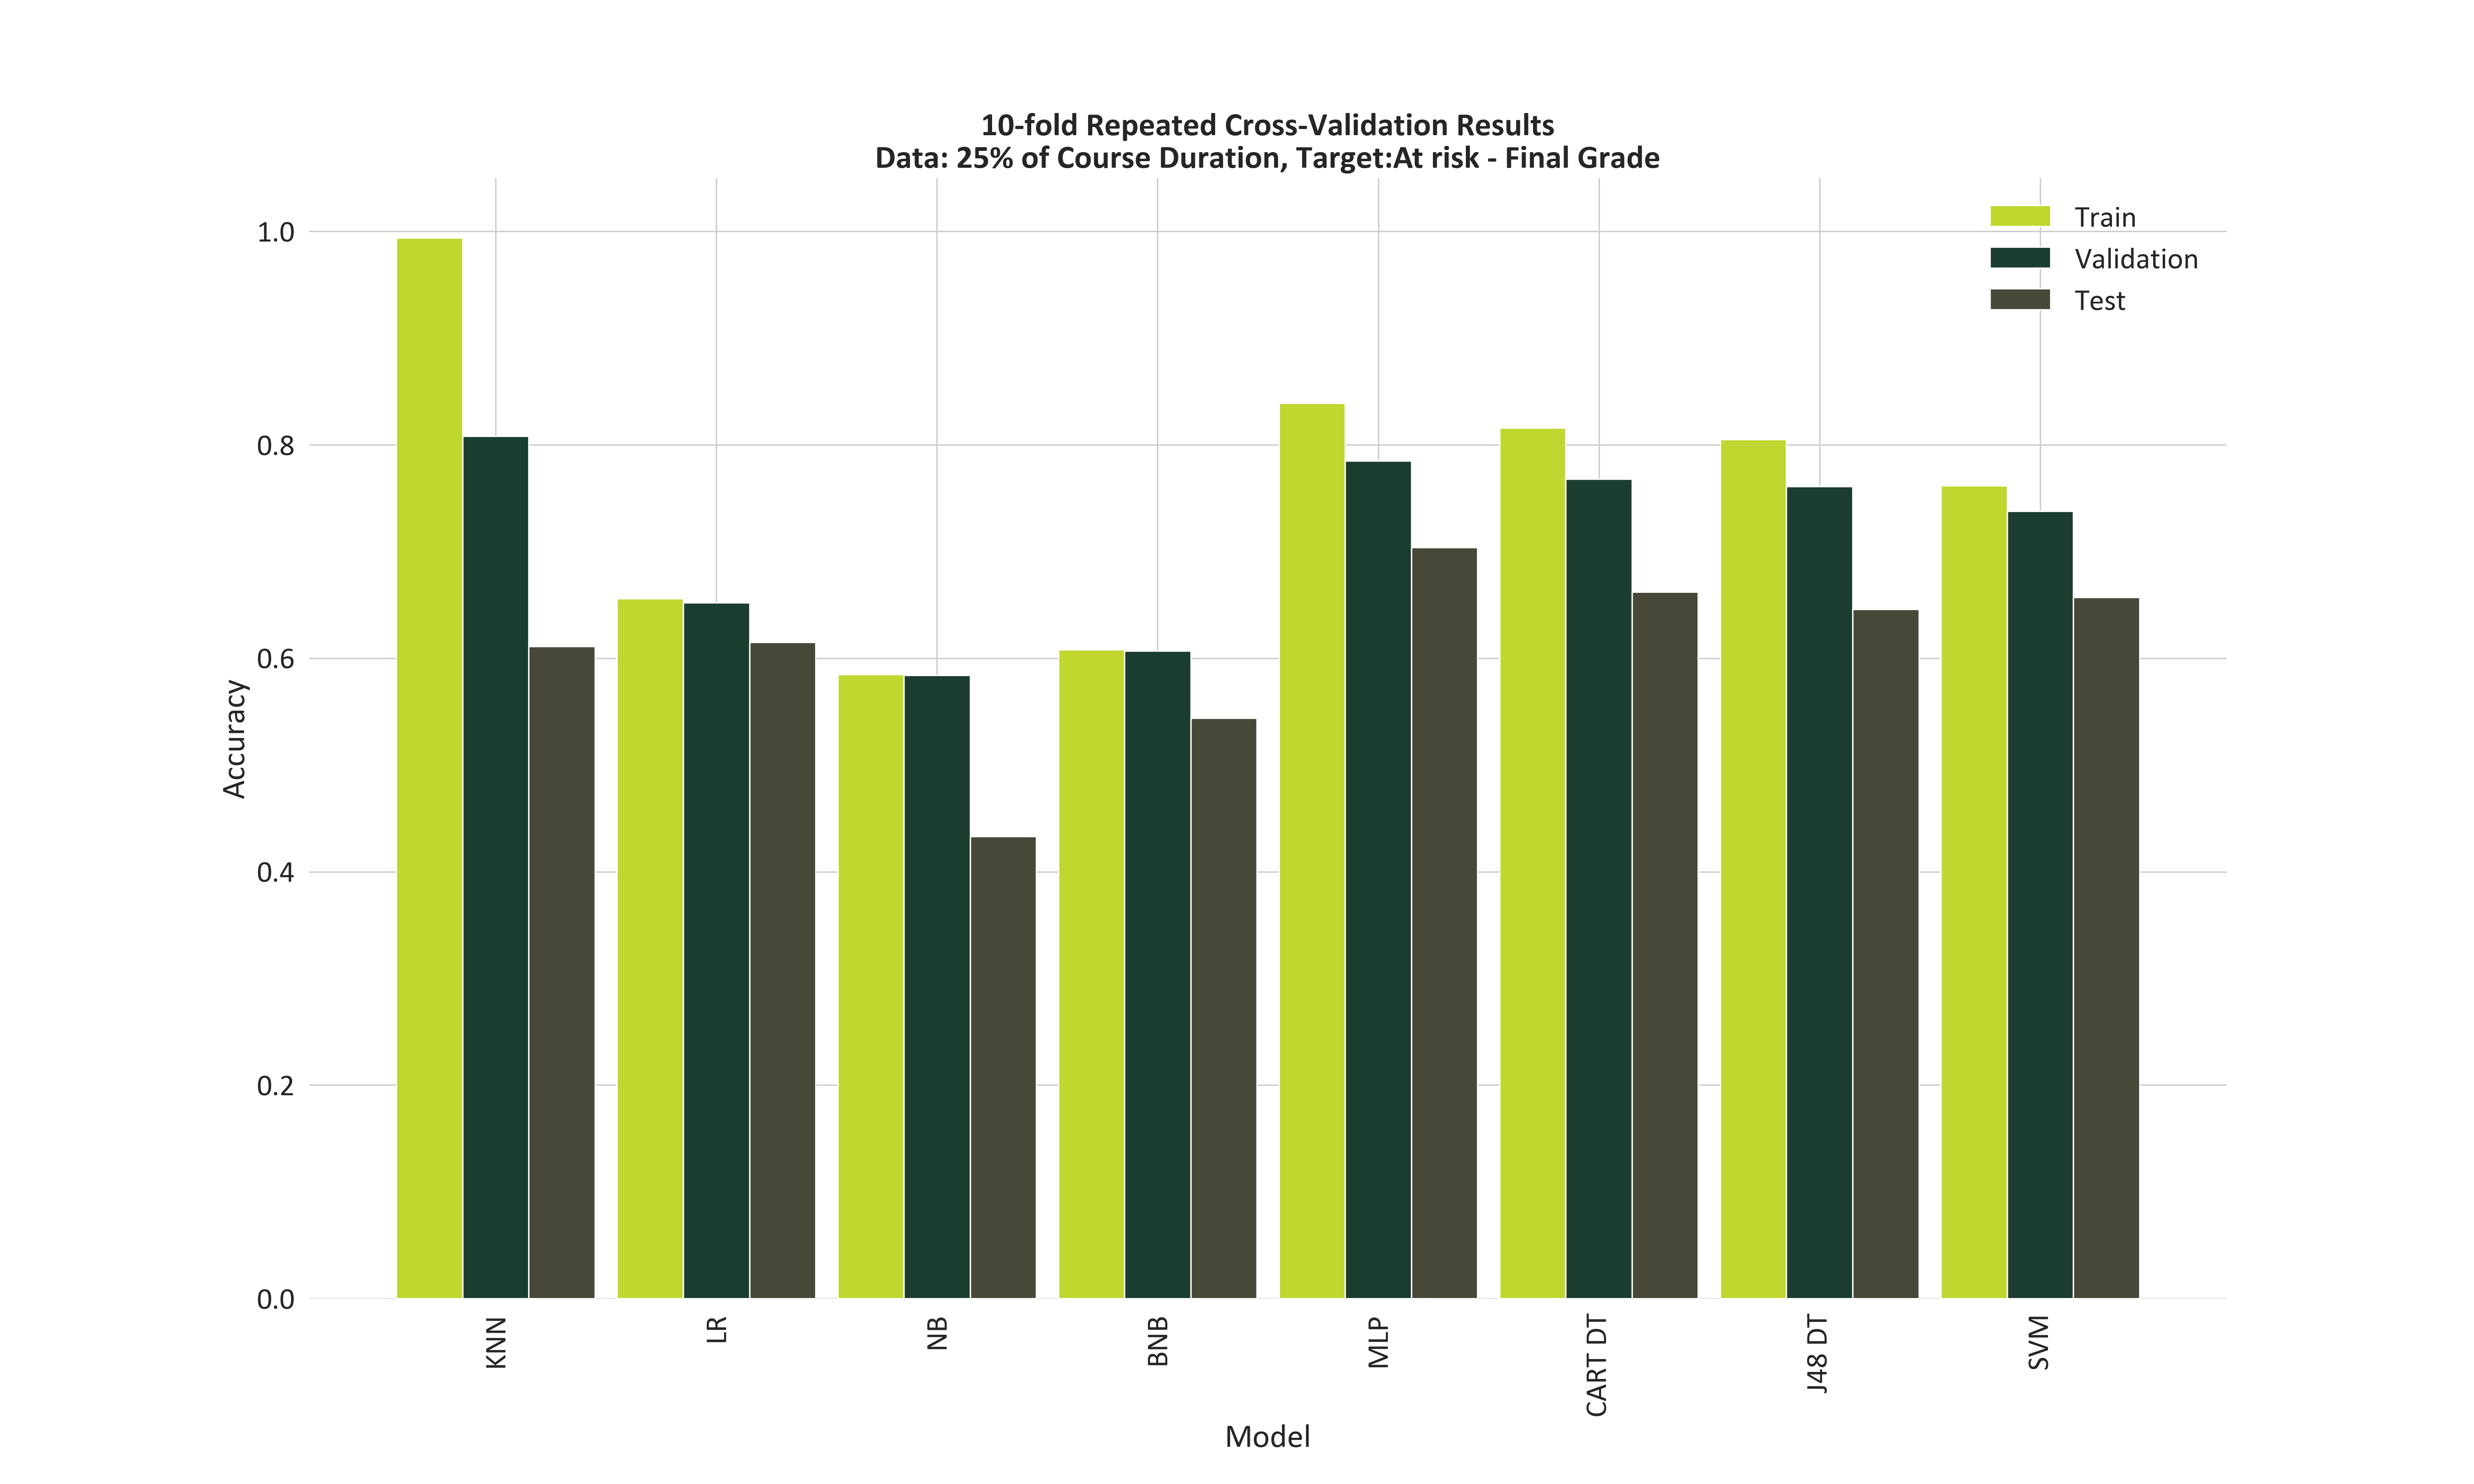 10-fold Repeated Cross-Validation Results
Data: 25% of Course Duration, Target:At risk - Final Grade
Train
Validation
Test
Accuracy
1.0
0.8
0.6
0.4
0.2
0.0
KNN
LR
NB
BNB
MLP
CART DT
J48 DT
SVM
Model